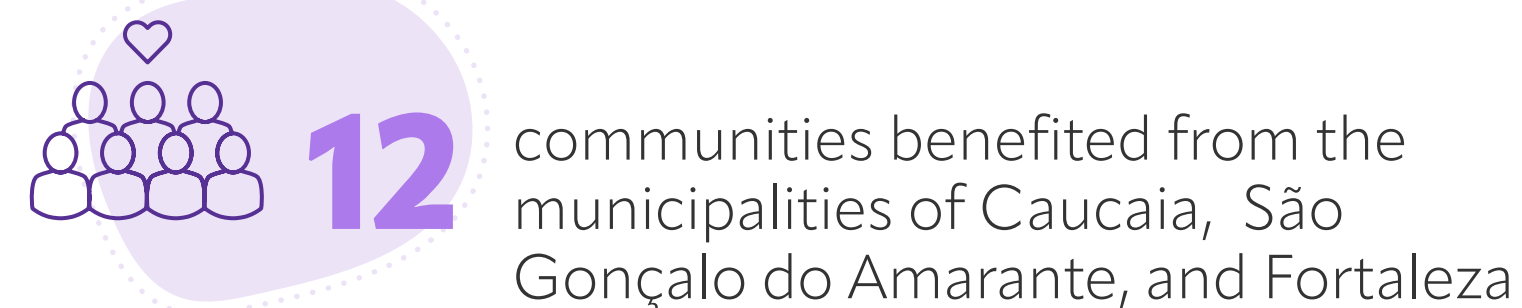 12
communities benefited from the
municipalities of Caucaia, São
Gonçalo do Amarante, and Fortaleza